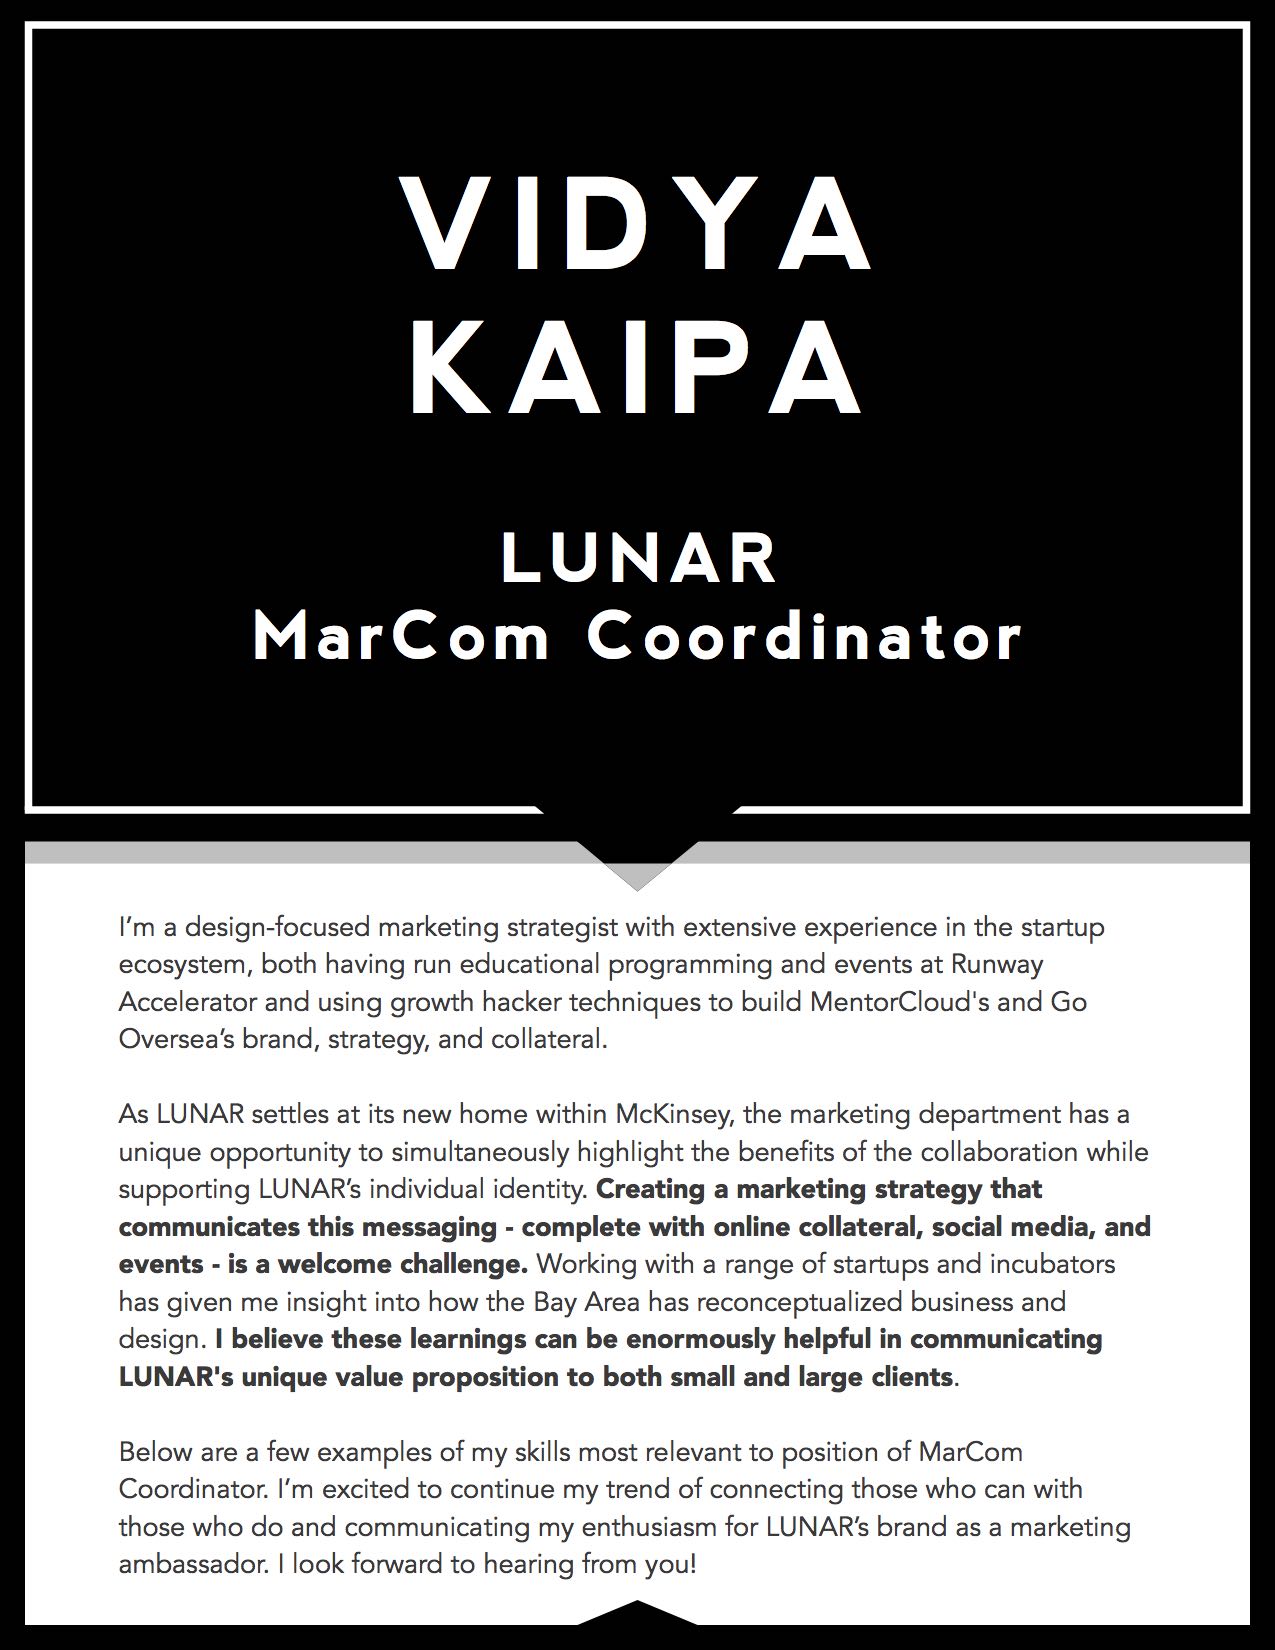 VIDYA
KAIPA
LUNAR
MarCom Coordinator
I’m a design-focused marketing strategist with extensive experience in the startup
ecosystem, both having run educational programming and events at Runway
Accelerator and using growth hacker techniques to build MentorCloud's and Go
Oversea’s brand, strategy, and collateral.
As LUNAR settles at its new home within McKinsey, the marketing department has a
unique opportunity to simultaneously highlight the benefits of the collaboration while
supporting LUNAR’s individual identity. Creating a marketing strategy that
communicates this messaging - complete with online collateral, social media, and
events - is a welcome challenge. Working with a range of startups and incubators
has given me insight into how the Bay Area has reconceptualized business and
design. I believe these learnings can be enormously helpful in communicating
LUNAR's unique value proposition to both small and large clients.
Below are a few examples of my skills most relevant to position of MarCom
Coordinator. I’m excited to continue my trend of connecting those who can with
those who do and communicating my enthusiasm for LUNAR’s brand as a marketing
ambassador. I look forward to hearing from you!